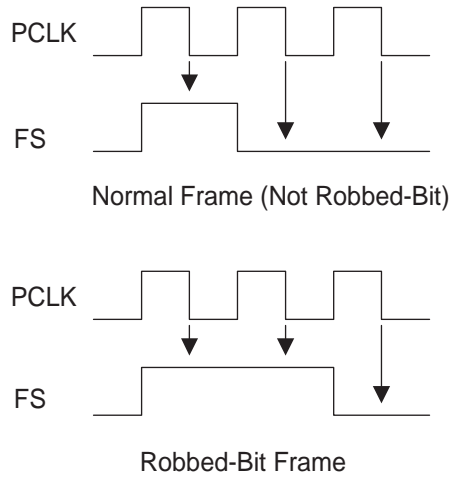 PCLK
FS
Normal Frame (Not Robbed-Bit)
PCLK
FS
Robbed-Bit Frame